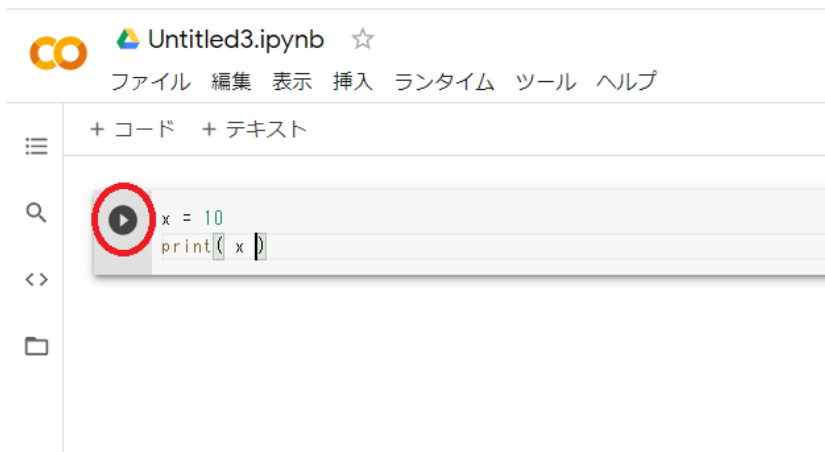 Untitled3.ipynb
ファイル 編集 表示 挿入 ランタイム ツール ヘルプ
+ コード + テキスト
x = 10
print( x )